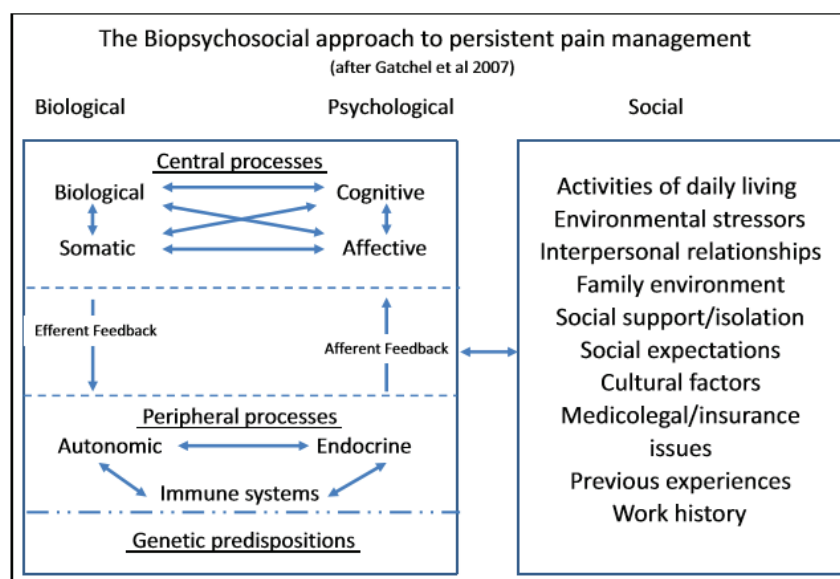 The Biopsychosocial approach to persistent pain management
(after Gatchel et al 2007)
Biological
Psychological
Social
Central processes
Biological
Cognitive
Somatic
Affective
Efferent Feedback
Afferent Feedback
Peripheral processes
Autonomic
Endocrine
Immune systems
Genetic predispositions
Activities of daily living
Environmental stressors
Interpersonal relationships
Family environment
Social support/isolation
Social expectations
Cultural factors
Medicolegal/insurance
issues
Previous experiences
Work history